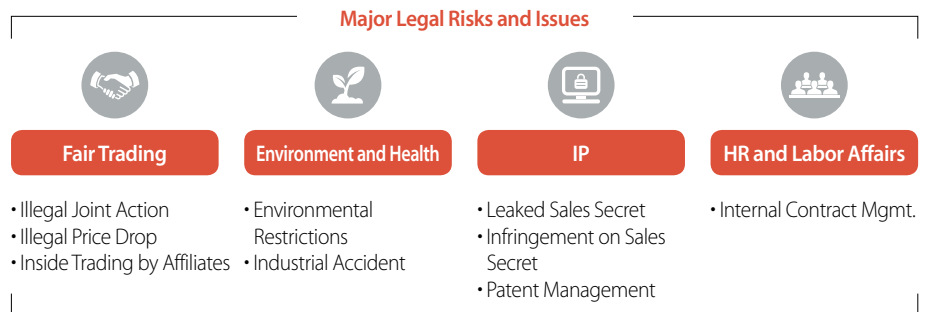 Major Legal Risks and Issues
Fair Trading
• Illegal Joint Action
• Illegal Price Drop
• Inside Trading by Affiliates
Environment and Health
• Environmental
Restrictions
• Industrial Accident
IP
• Leaked Sales Secret
• Infringement on Sales
Secret
• Patent Management
HR and Labor Affairs
• Internal Contract Mgmt.